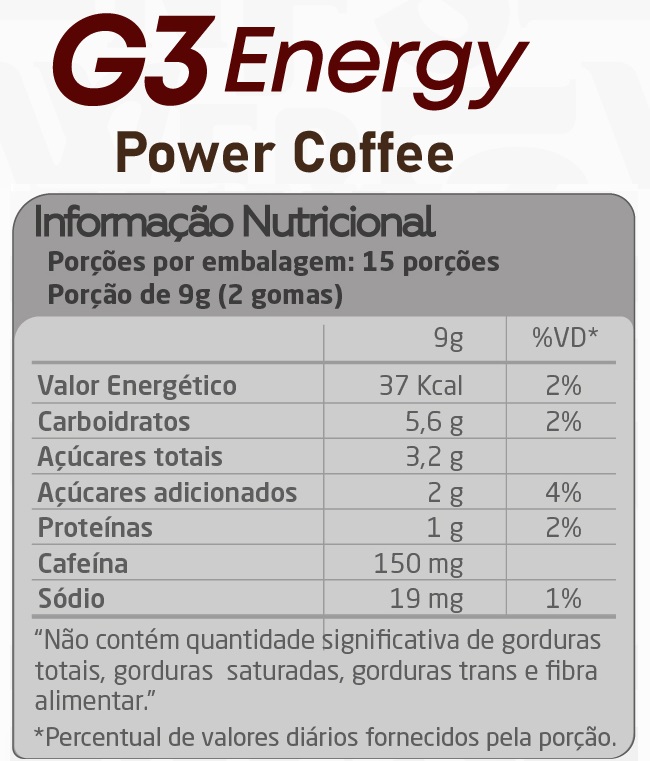 G3 Energy
Power Coffee
Informação Nutricional
Porções por embalagem: 15 porções
Porção de 9g (2 gomas)
9g %VD*
Valor Energético 37 Kcal 2%
Carboidratos 5,6 g 2%
Açúcares totais 3,2 g
Açúcares adicionados 2 g 4%
Proteínas 1 g 2%
Cafeína 150 mg
Sódio 19 mg 1%
“Não contém quantidade significativa de gorduras
totais, gorduras saturadas, gorduras trans e fibra
alimentar.”
*Percentual de valores diários fornecidos pela porção.